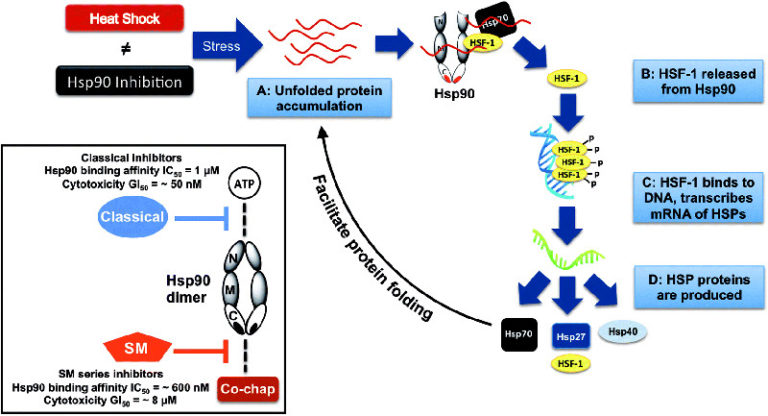 Heat Shock
≠
Hsp90 Inhibition
Stress
A: Unfolded protein
accumulation
N
M
C
Hsp90
Hsp70
HSF-1
HSF-1
B: HSF-1 released
from Hsp90
HSF-1
HSF-1
HSF-1
P
P
P
P
C: HSF-1 binds to
DNA, transcribes
mRNA of HSPs
D: HSP proteins
are produced
Hsp70
Hsp27
Hsp40
HSF-1
Facilitate protein folding
Classical Inhibitors
Hsp90 binding affinity IC50 = 1 µM
Cytotoxicity GI50 = ~ 50 nM
ATP
Classical
Hsp90
dimer
N
M
C
SM
SM series inhibitors
Hsp90 binding affinity IC50 = ~ 600 nM
Cytotoxicity GI50 = ~ 8 µM
Co-chap